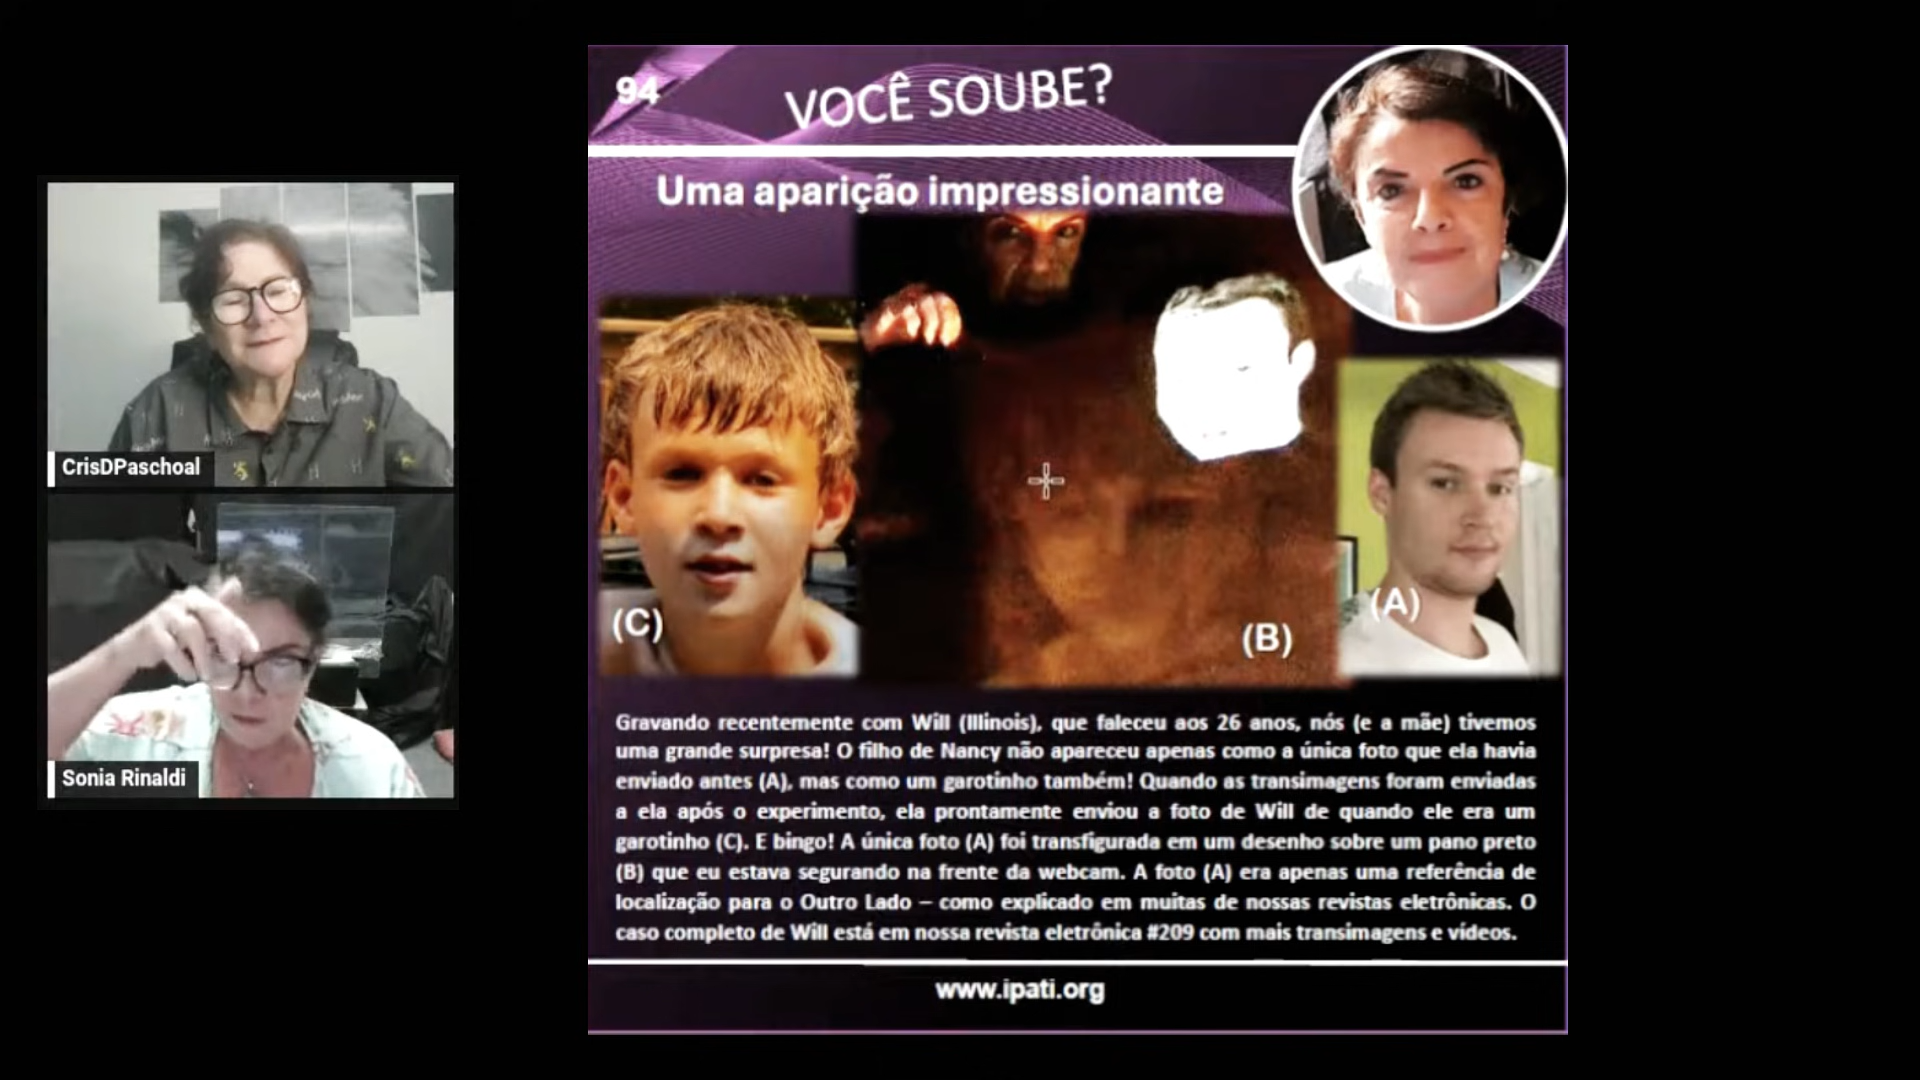 94
VOCÊ SOUBE?
Uma aparição impressionante
(C)
(B)
(A)
Gravando recentemente com Will (Illinois), que faleceu aos 26 anos, nós (e a mãe) tivemos
uma grande surpresa! O filho de Nancy não apareceu apenas como a única foto que ela havia
enviado antes (A), mas como um garotinho também! Quando as transimagens foram enviadas
a ela após o experimento, ela prontamente enviou a foto de Will de quando ele era um
garotinho (C). E bingo! A única foto (A) foi transfigurada em um desenho sobre um pano preto
(B) que eu estava segurando na frente da webcam. A foto (A) era apenas uma referência de
localização para o Outro Lado – como explicado em muitas de nossas revistas eletrônicas. O
caso completo de Will está em nossa revista eletrônica #209 com mais transimagens e vídeos.
www.ipati.org
CrisDPaschoal
Sonia Rinaldi